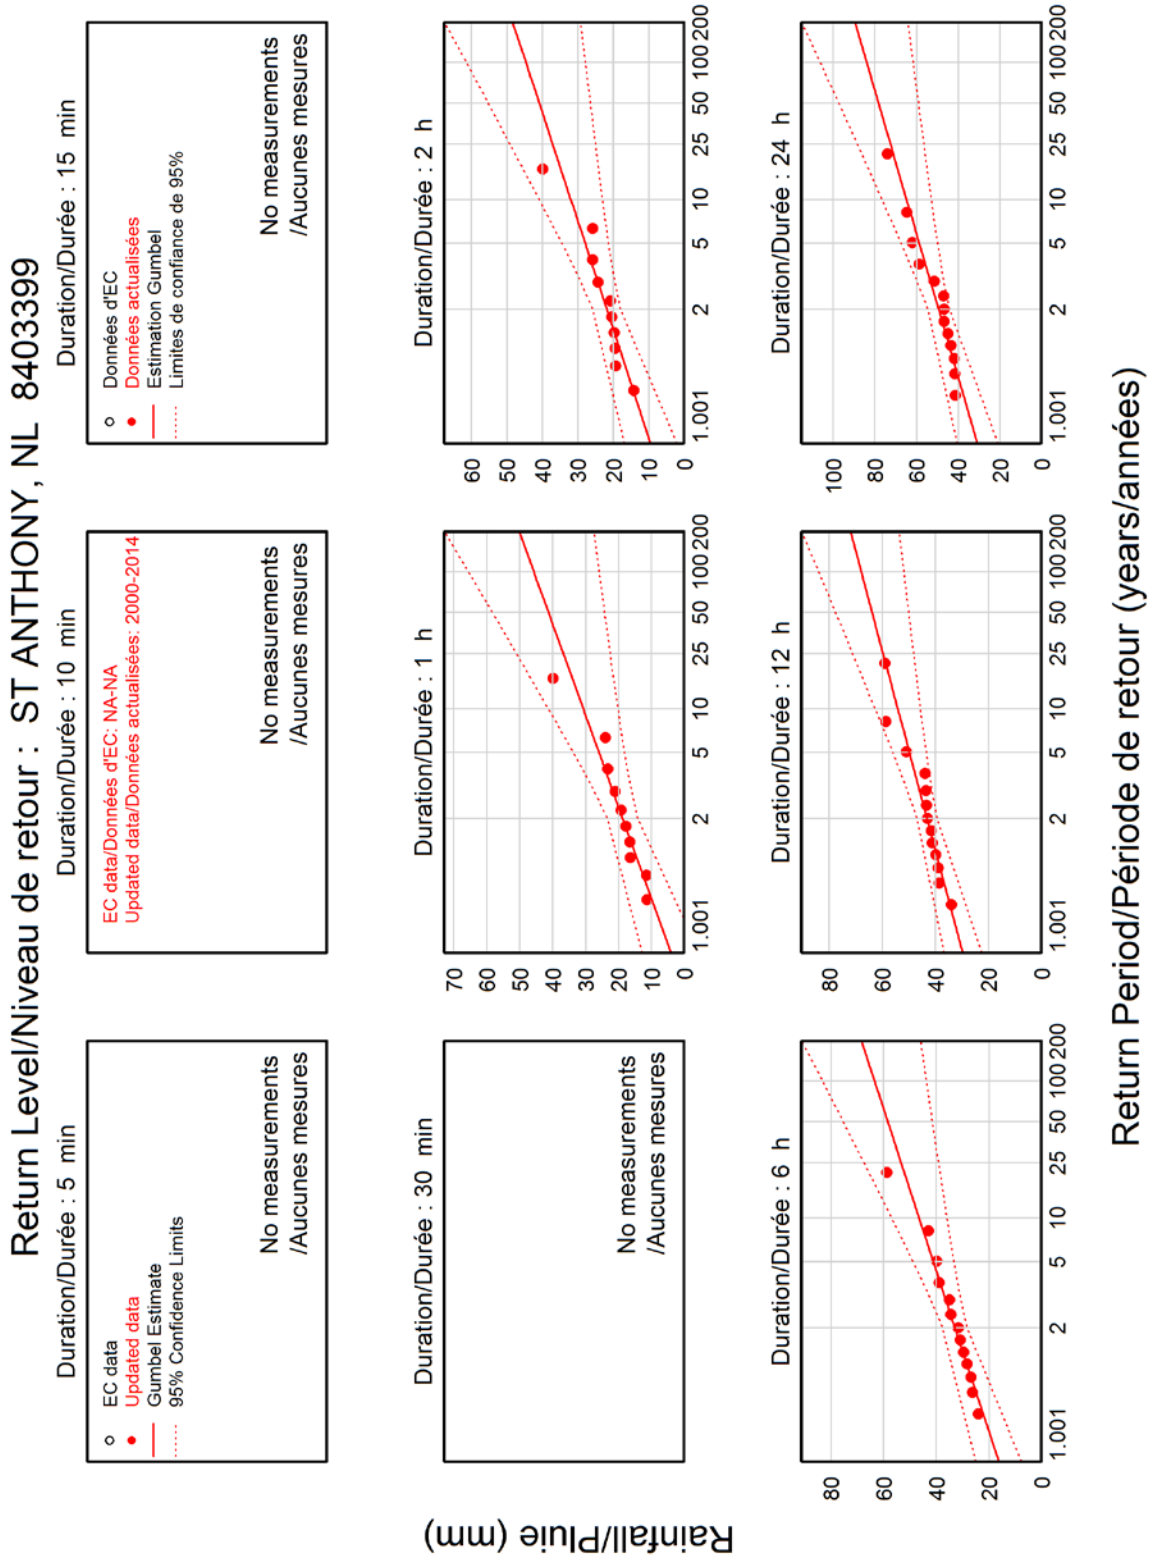 Return Level/Niveau de retour : ST ANTHONY, NL 8403399
Duration/Durée : 5 min
EC data
Updated data
Gumbel Estimate
95% Confidence Limits
No measurements
/Aucunes mesures
Duration/Durée : 10 min
EC data/Données d'EC: NA-NA
Updated data/Données actualisées: 2000-2014
No measurements
/Aucunes mesures
Duration/Durée : 15 min
Données d'EC
Données actualisées
Estimation Gumbel
Limites de confiance de 95%
No measurements
/Aucunes mesures
Rainfall/Pluie (mm)
Duration/Durée : 30 min
No measurements
/Aucunes mesures
Duration/Durée : 1 h
70
60
50
40
30
20
10
0
1.001 2 5 10 25 50 100 200
Duration/Durée : 2 h
60
50
40
30
20
10
0
1.001 2 5 10 25 50 100 200
Duration/Durée : 6 h
80
60
40
20
0
1.001 2 5 10 25 50 100 200
Duration/Durée : 12 h
80
60
40
20
0
1.001 2 5 10 25 50 100 200
Duration/Durée : 24 h
100
80
60
40
20
0
1.001 2 5 10 25 50 100 200
Return Period/Période de retour (years/années)